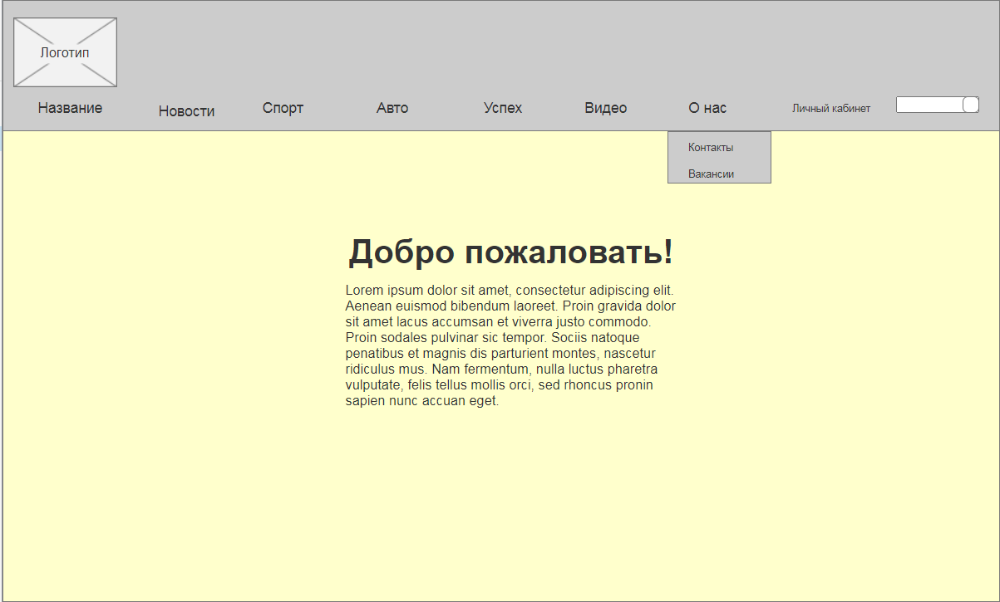 Логотип
Название Новости Спорт Авто Успех Видео О нас Личный кабинет
Контакты
Вакансии
Добро пожаловать!
Lorem ipsum dolor sit amet, consectetur adipiscing elit.
Aenean euismod bibendum laoreet. Proin gravida dolor
sit amet lacus accumsan et viverra justo commodo.
Proin sodales pulvinar sic tempor. Sociis natoque
penatibus et magnis dis parturient montes, nascetur
ridiculus mus. Nam fermentum, nulla luctus pharetra
vulputate, felis tellus mollis orci, sed rhoncus pronin
sapien nunc accuan eget.